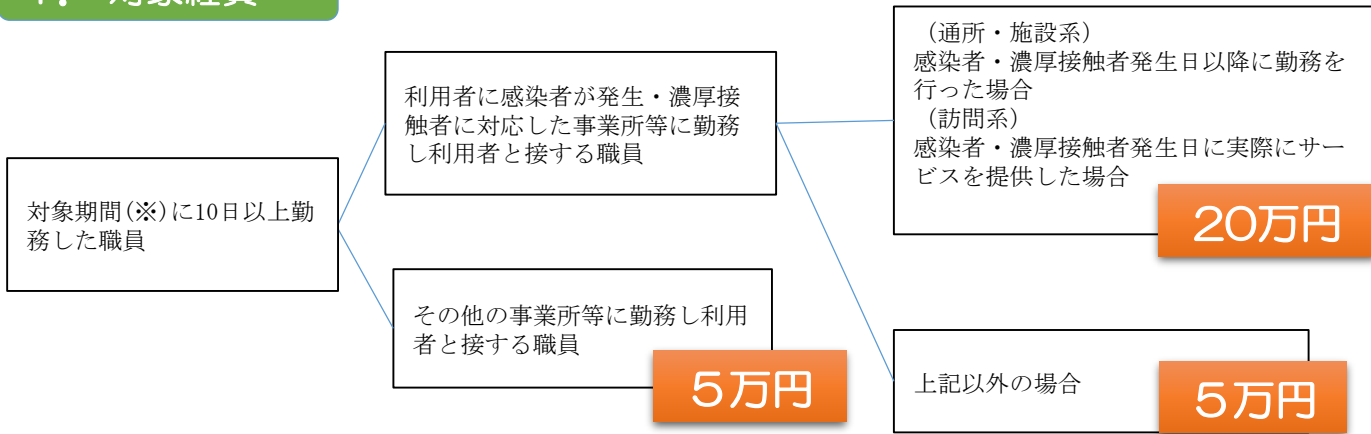 対象経費
対象期間(※)に10日以上勤
務した職員
利用者に感染者が発生・濃厚接
触者に対応した事業所等に勤務
し利用者と接する職員
その他の事業所等に勤務し利用
者と接する職員
5万円
（通所・施設系）
感染者・濃厚接触者発生日以降に勤務を
行った場合
（訪問系）
感染者・濃厚接触者発生日に実際にサー
ビスを提供した場合
20万円
上記以外の場合
5万円